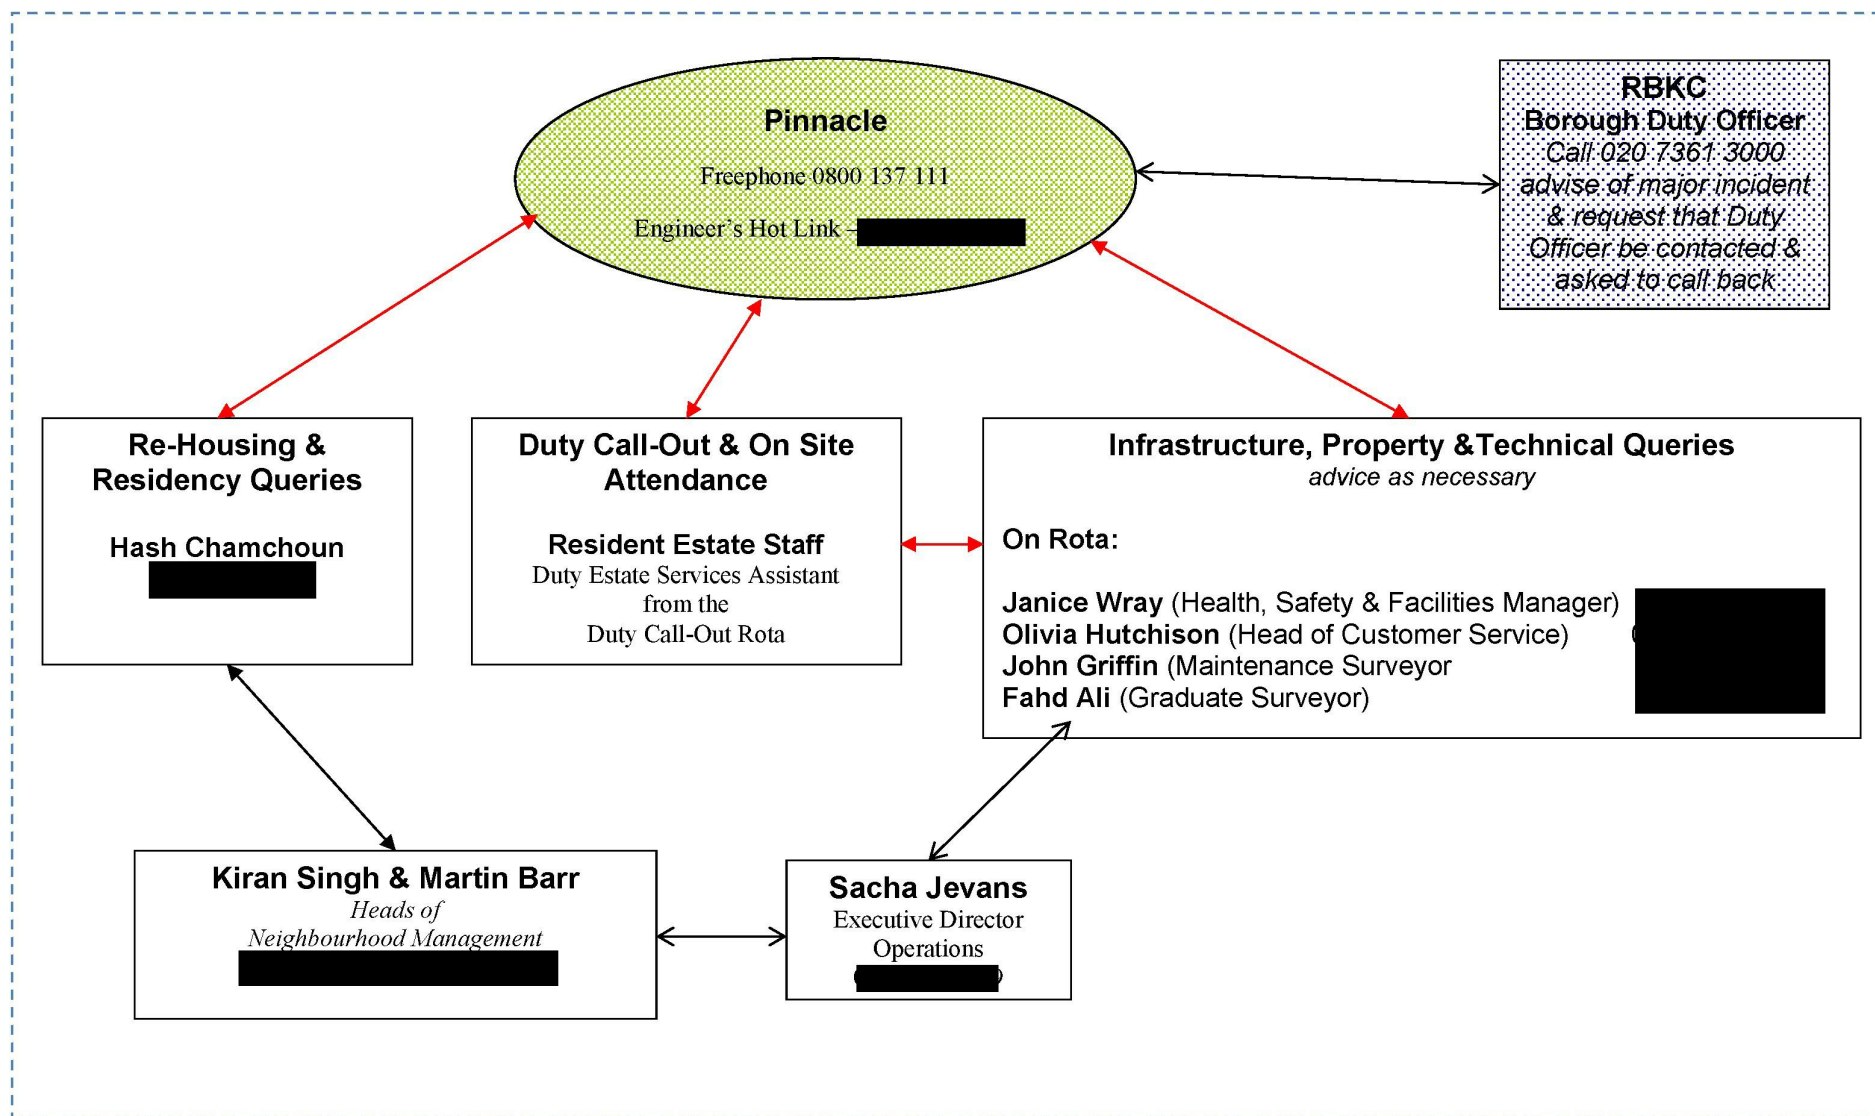 Pinnacle
Freephone 0800 137 111
Engineer's Hot Link –
RBKC
Borough Duty Officer
Call 020 7361 3000
advise of major incident
& request that Duty
Officer be contacted &
asked to call back
Re-Housing &
Residency Queries
Hash Chamchoun
Duty Call-Out & On Site
Attendance
Resident Estate Staff
Duty Estate Services Assistant
from the
Duty Call-Out Rota
Infrastructure, Property &Technical Queries
advice as necessary
On Rota:
Janice Wray (Health, Safety & Facilities Manager)
Olivia Hutchison (Head of Customer Service)
John Griffin (Maintenance Surveyor
Fahd Ali (Graduate Surveyor)
Kiran Singh & Martin Barr
Heads of
Neighbourhood Management
Sacha Jevans
Executive Director
Operations